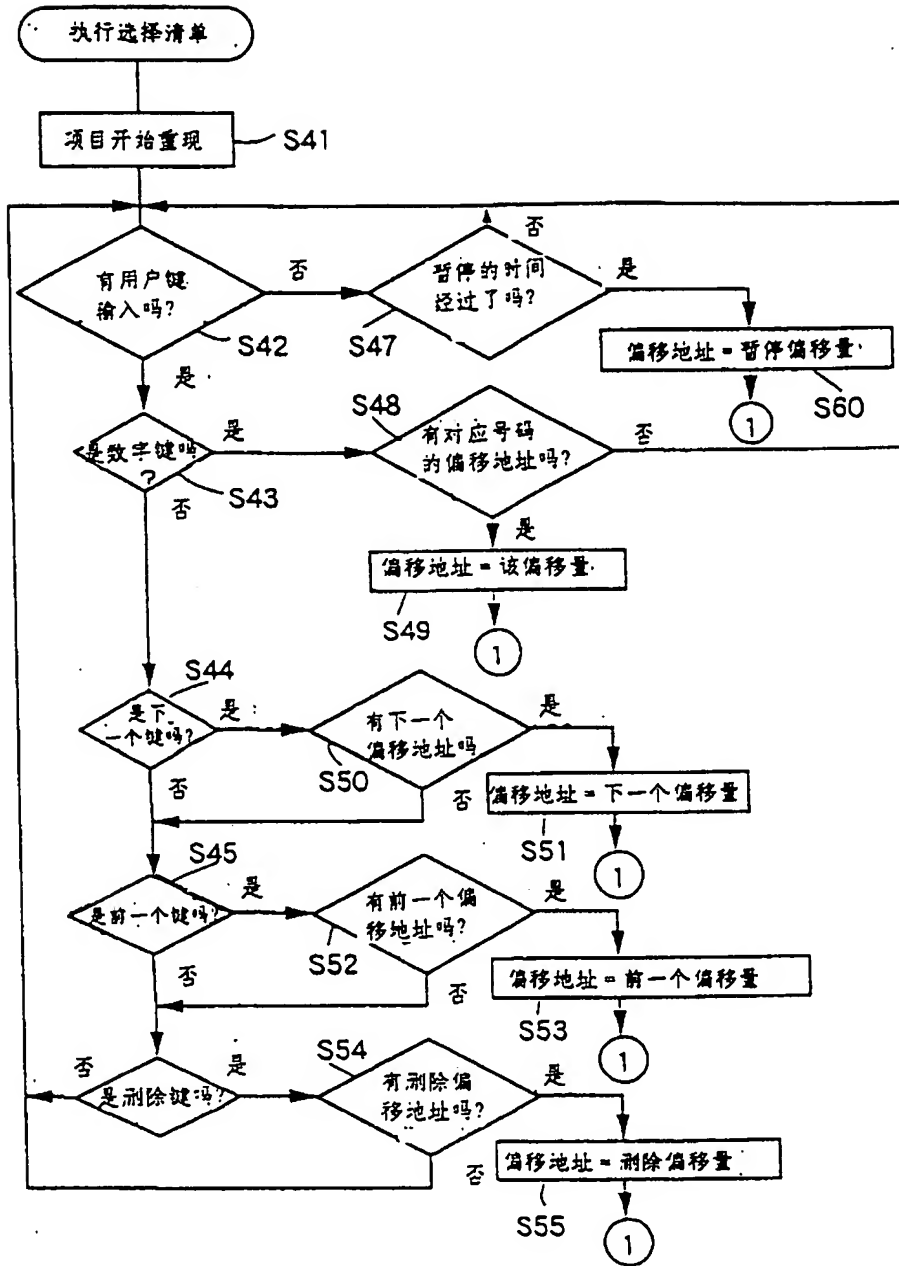 执行选择清单
项目开始重现
S41
有用户键
输入吗?
否
S42
是
暂停的时间
经过了吗?
否
是
S47
偏移地址=暂停偏移量
S60
1
是数字键吗
?
是
S43
否
S48
有对应号码
的偏移地址吗?
否
是
偏移地址=该偏移量
S49
1
S44
是下
一个键吗?
是
否
有下一个
偏移地址吗
是
S50
否
偏移地址=下一个偏移量
S51
1
S45
是前一个键吗?
是
否
有前一个偏
移地址吗?
是
S52
否
偏移地址=前一个偏移量
S53
1
否
是删除键吗?
是
S54
有删除偏
移地址吗?
是
否
偏移地址=删除偏移量
S55
1